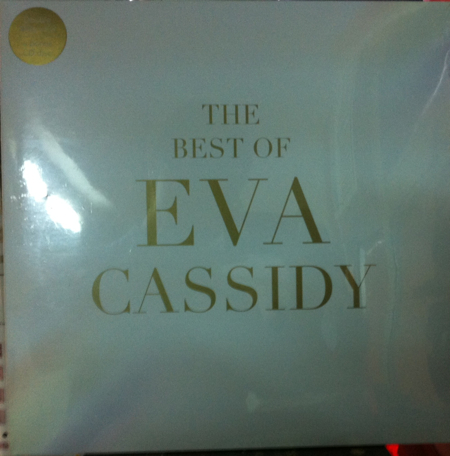 THE
BEST OF
EVA
CASSIDY